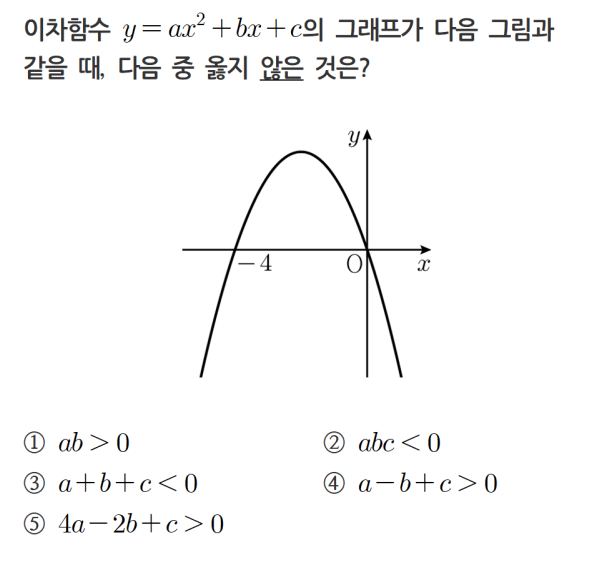 이차함수 y=ax²+bx+c의 그래프가 다음 그림과
같을 때, 다음 중 옳지 않은 것은?
y
-4 O x
① ab>0 ② abc<0
③ a+b+c<0 ④ a-b+c>0
⑤ 4a-2b+c>0